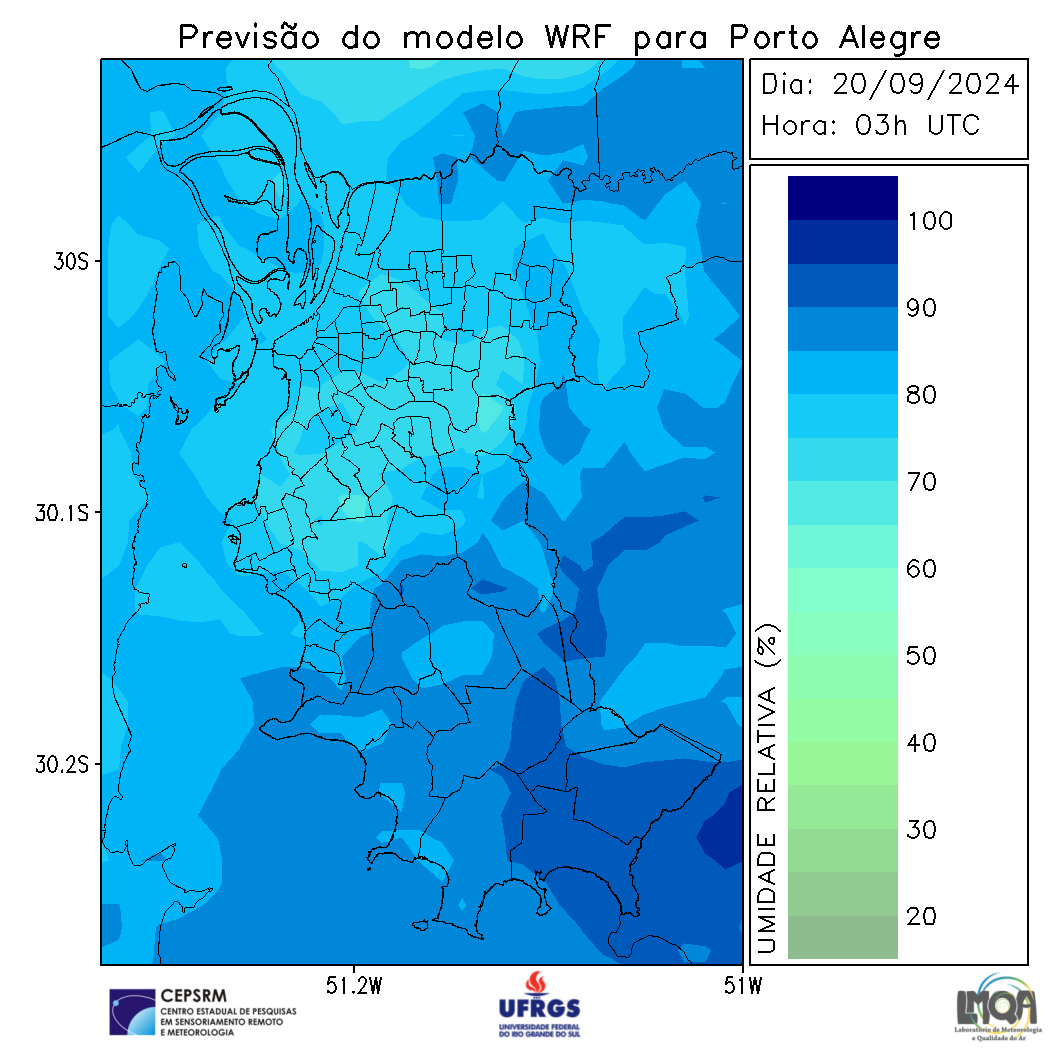 Previsão do modelo WRF para Porto Alegre
Dia: 20/09/2024
Hora: 03h UTC
30S
30.1S
30.2S
51.2W
51W
UMIDADE RELATIVA (%)
100
90
80
70
60
50
40
30
20
CEPSRM
CENTRO ESTADUAL DE PESQUISAS
EM SENSORIAMENTO REMOTO
E METEOROLOGIA
UFRGS
UNIVERSIDADE FEDERAL
DO RIO GRANDE DO SUL
LMQA
Laboratório de Meteorologia
e Qualidade do Ar